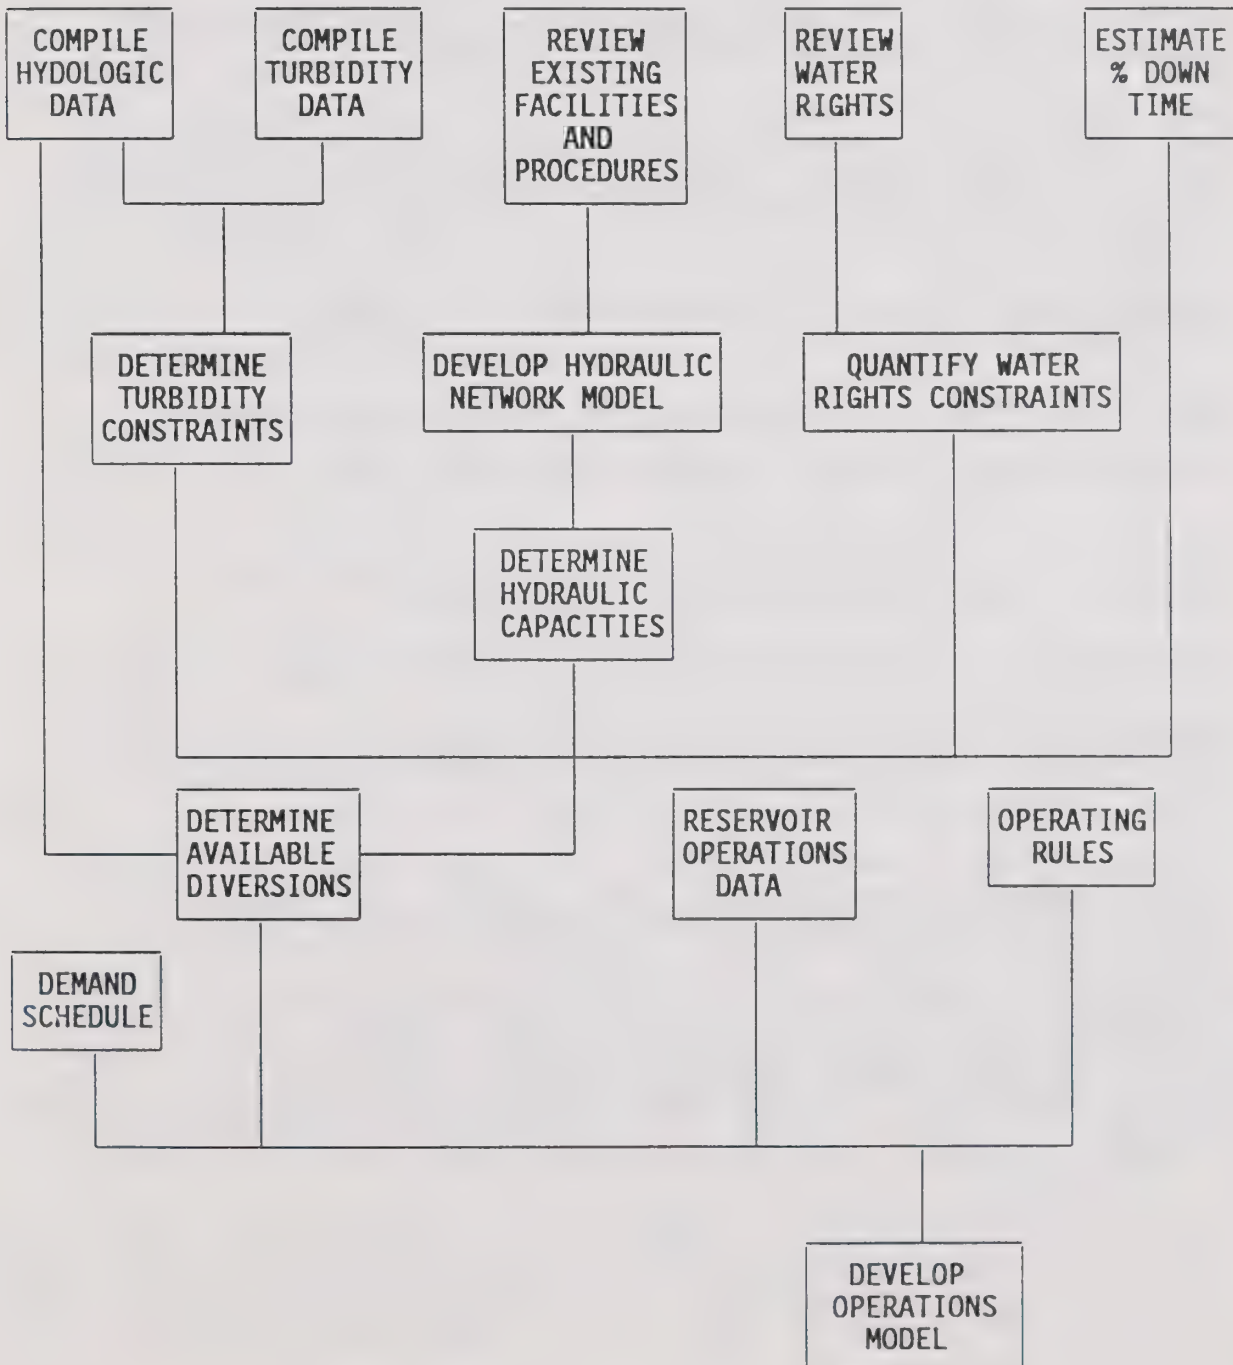 COMPILE
HYDOLOGIC
DATA
COMPILE
TURBIDITY
DATA
REVIEW
EXISTING
FACILITIES
AND
PROCEDURES
REVIEW
WATER
RIGHTS
ESTIMATE
% DOWN
TIME
DETERMINE
TURBIDITY
CONSTRAINTS
DEVELOP HYDRAULIC
NETWORK MODEL
QUANTIFY WATER
RIGHTS CONSTRAINTS
DETERMINE
HYDRAULIC
CAPACITIES
DETERMINE
AVAILABLE
DIVERSIONS
RESERVOIR
OPERATIONS
DATA
OPERATING
RULES
DEMAND
SCHEDULE
DEVELOP
OPERATIONS
MODEL